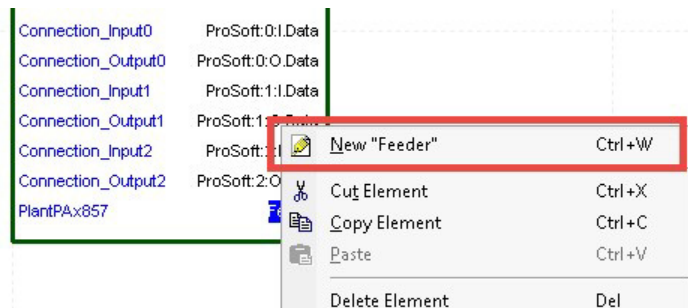 Connection_Input0 ProSoft:0:I.Data
Connection_Output0 ProSoft:0:O.Data
Connection_Input1 ProSoft:1:I.Data
Connection_Output1 ProSoft:1:
Connection_Input2 ProSoft:
Connection_Output2 ProSoft:2:O
PlantPAx857 Fe
New "Feeder" Ctrl+W
Cut Element Ctrl+X
Copy Element Ctrl+C
Paste Ctrl+V
Delete Element Del